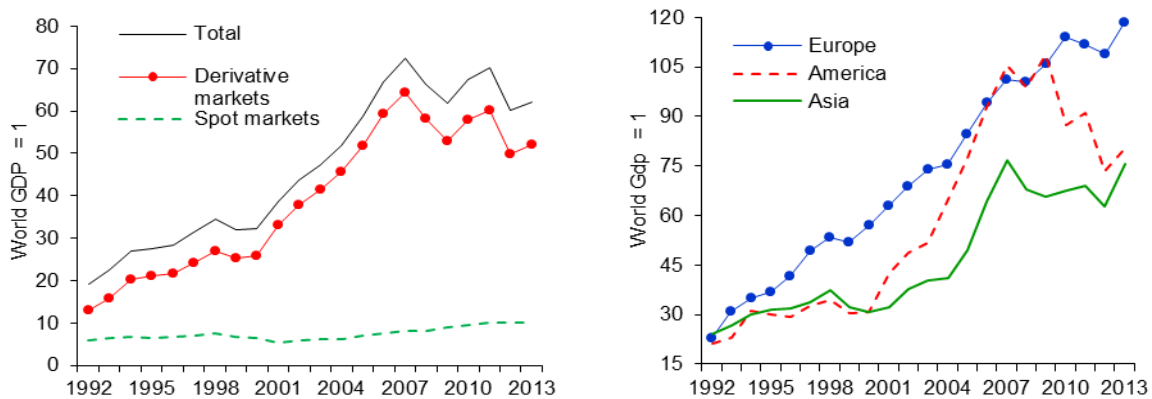 World GDP = 1
80
70
60
50
40
30
20
10
0
Total
Derivative
markets
Spot markets
1992 1995 1998 2001 2004 2007 2010 2013
World Gdp = 1
120
105
90
75
60
45
30
15
Europe
America
Asia
1992 1995 1998 2001 2004 2007 2010 2013